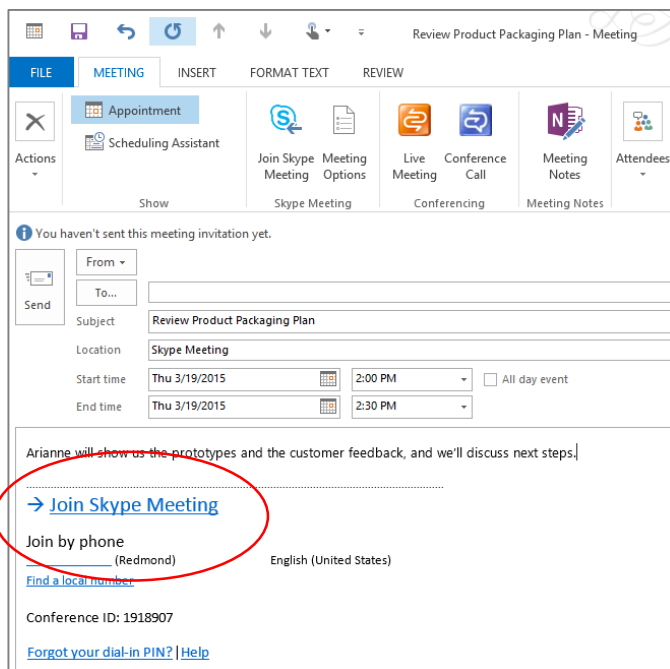 Review Product Packaging Plan - Meeting
FILE MEETING INSERT FORMAT TEXT REVIEW
Appointment
Scheduling Assistant
Actions
Join Skype Meeting
Meeting Options
Live Meeting
Conference Call
Meeting Notes
Attendees
Show Skype Meeting Conferencing Meeting Notes
You haven't sent this meeting invitation yet.
Send
From
To...
Subject Review Product Packaging Plan
Location Skype Meeting
Start time Thu 3/19/2015 2:00 PM All day event
End time Thu 3/19/2015 2:30 PM
Arianne will show us the prototypes and the customer feedback, and we'll discuss next steps.
→ Join Skype Meeting
Join by phone
(Redmond) English (United States)
Find a local number
Conference ID: 1918907
Forgot your dial-in PIN? | Help